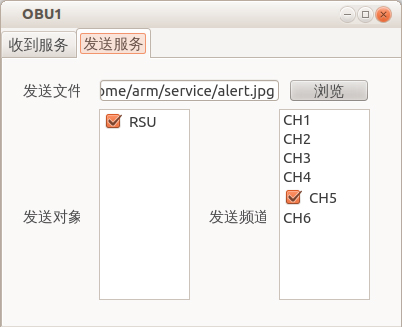 OBU1
收到服务 发送服务
发送文件 ome/arm/service/alert.jpg 浏览
发送对象
RSU
发送频道
CH1
CH2
CH3
CH4
CH5
CH6